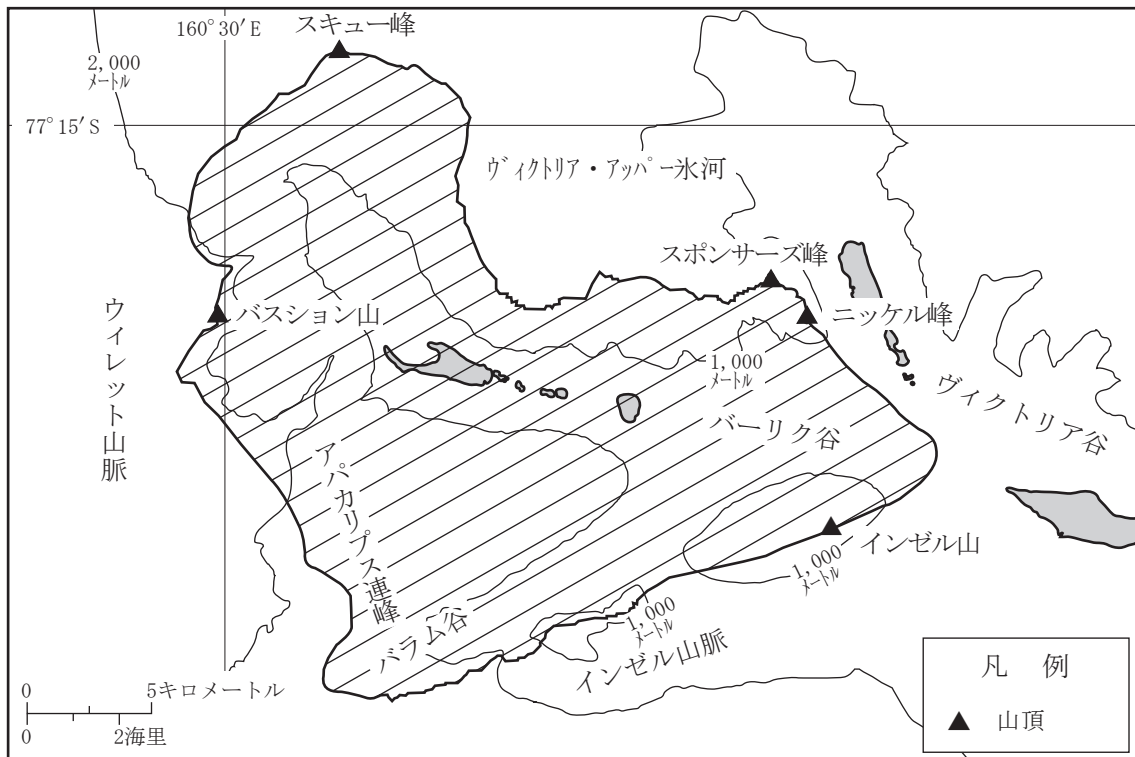 160°30′E
スキュー峰
2,000
メートル
77°15′S
ヴィクトリア・アッパー氷河
スポンサーズ峰
バスション山
ニッケル峰
ウィレット山脈
1,000
メートル
ヴィクトリア谷
バーリク谷
アパカリプス連峰
インゼル山
1,000
メートル
1,000
メートル
バラム谷
インゼル山脈
凡 例
0 5キロメートル
▲ 山頂
0 2海里